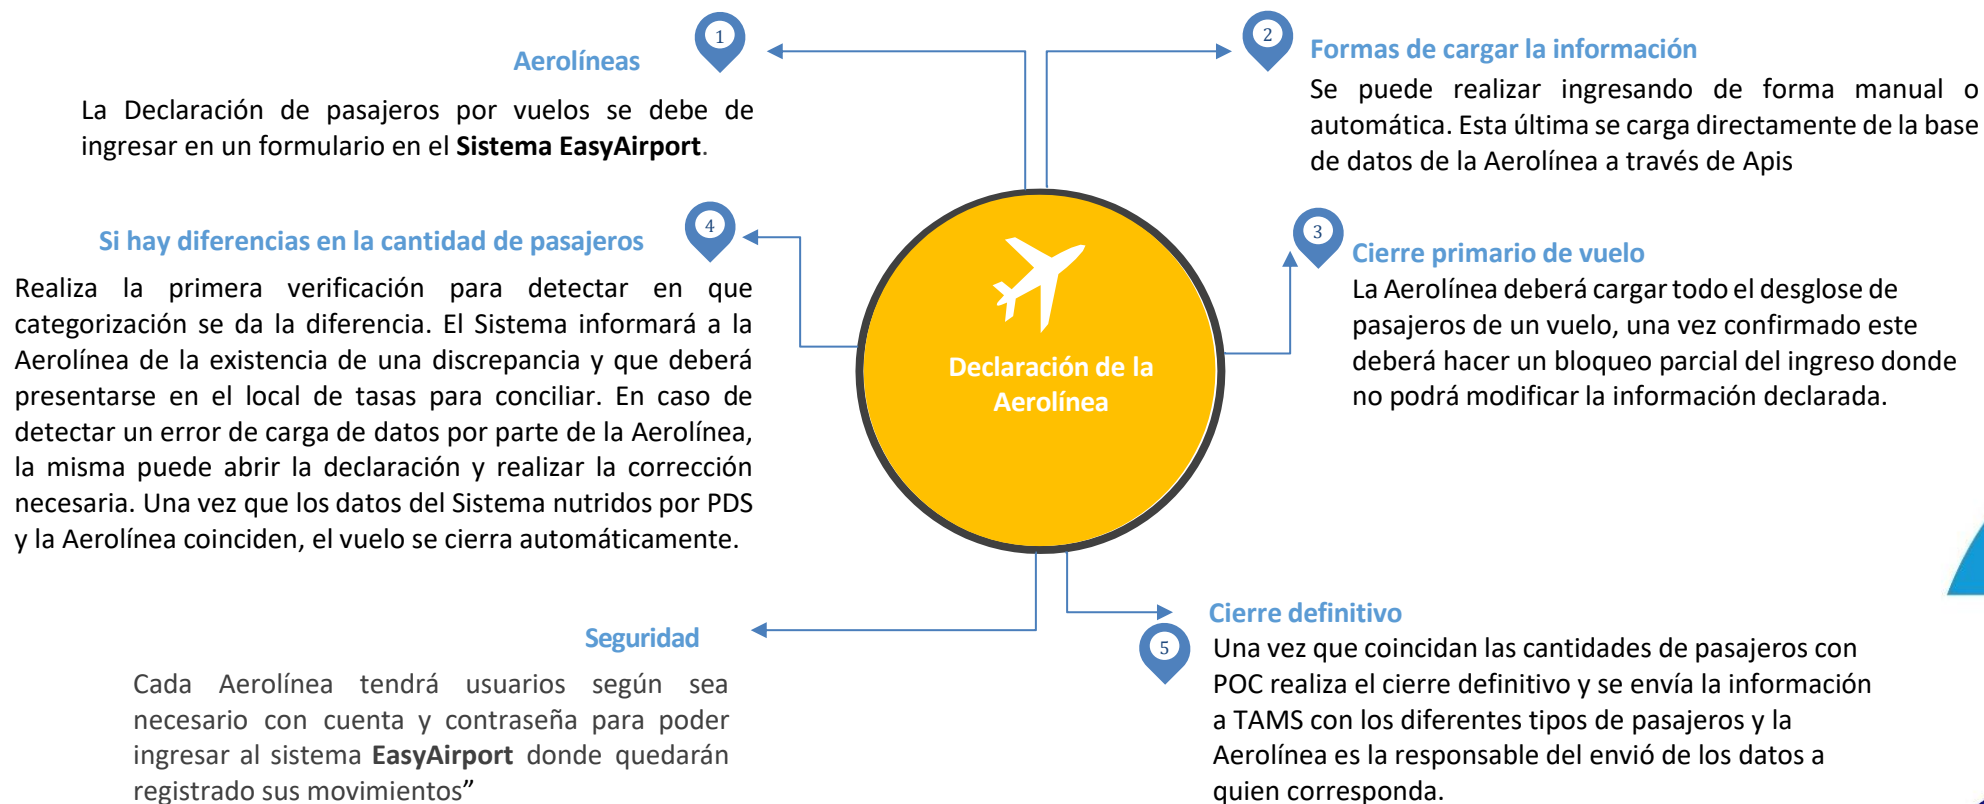 1
Aerolíneas
La Declaración de pasajeros por vuelos se debe de
ingresar en un formulario en el Sistema EasyAirport.
2
Formas de cargar la información
Se puede realizar ingresando de forma manual o
automática. Esta última se carga directamente de la base
de datos de la Aerolínea a través de Apis
3
Cierre primario de vuelo
La Aerolínea deberá cargar todo el desglose de
pasajeros de un vuelo, una vez confirmado este
deberá hacer un bloqueo parcial del ingreso donde
no podrá modificar la información declarada.
4
Si hay diferencias en la cantidad de pasajeros
Realiza la primera verificación para detectar en que
categorización se da la diferencia. El Sistema informará a la
Aerolínea de la existencia de una discrepancia y que deberá
presentarse en el local de tasas para conciliar. En caso de
detectar un error de carga de datos por parte de la Aerolínea,
la misma puede abrir la declaración y realizar la corrección
necesaria. Una vez que los datos del Sistema nutridos por PDS
y la Aerolínea coinciden, el vuelo se cierra automáticamente.
Declaración de la
Aerolínea
5
Cierre definitivo
Una vez que coincidan las cantidades de pasajeros con
POC realiza el cierre definitivo y se envía la información
a TAMS con los diferentes tipos de pasajeros y la
Aerolínea es la responsable del envió de los datos a
quien corresponda.
Seguridad
Cada Aerolínea tendrá usuarios según sea
necesario con cuenta y contraseña para poder
ingresar al sistema EasyAirport donde quedarán
registrado sus movimientos”